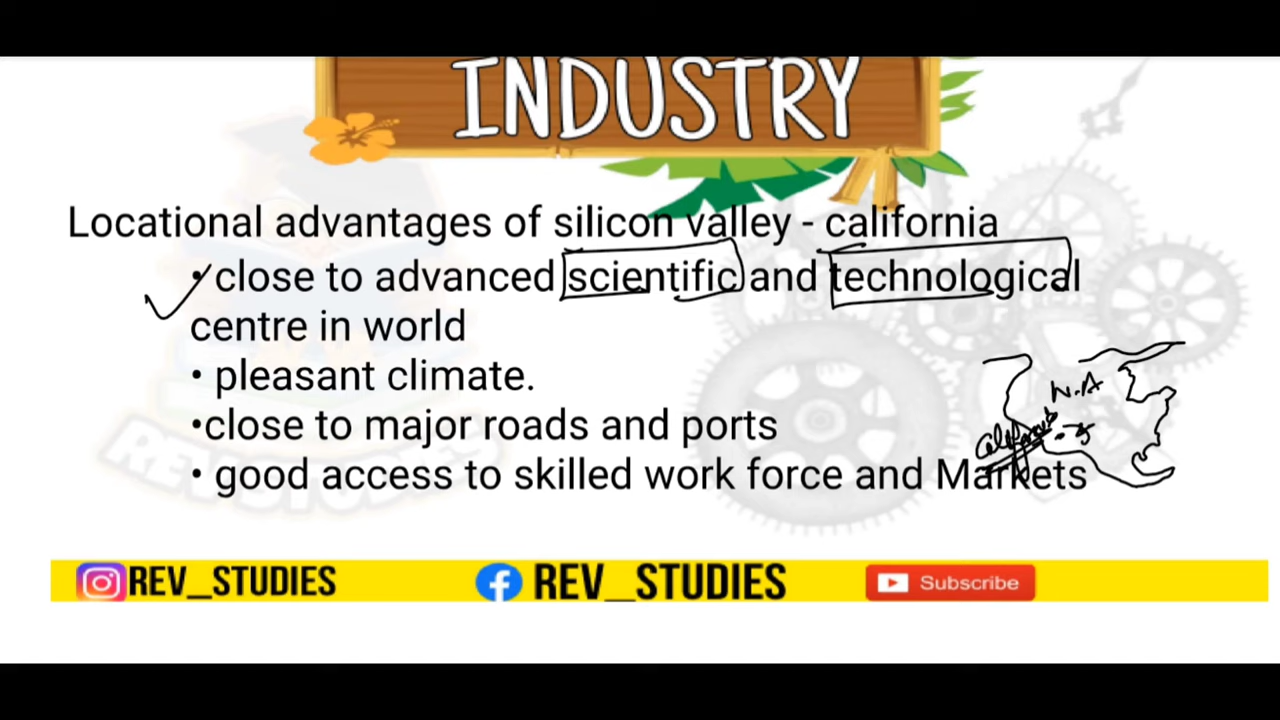 INDUSTRY
Locational advantages of silicon valley - california
• close to advanced scientific and technological
centre in world
• pleasant climate.
•close to major roads and ports
• good access to skilled work force and Markets
N.A
california
REV_STUDIES
REV_STUDIES
Subscribe